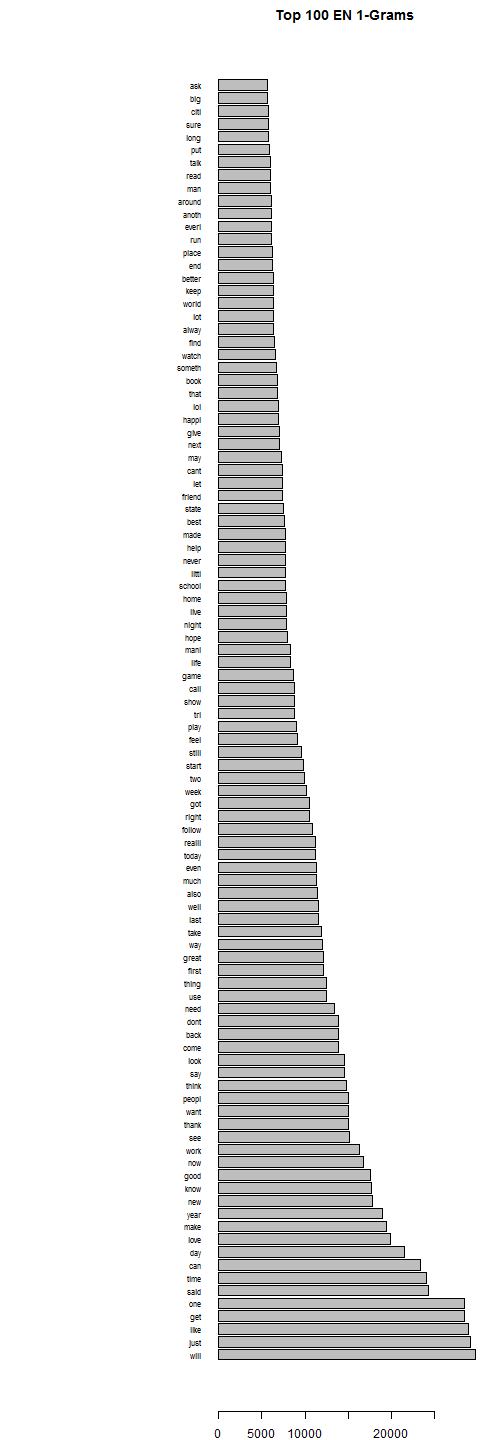 Top 100 EN 1-Grams
ask
big
citi
sure
long
put
talk
read
man
around
anoth
everi
run
place
end
better
keep
world
lot
alway
find
watch
someth
book
that
lol
happi
give
next
may
cant
let
friend
state
best
made
help
never
littl
school
home
live
night
hope
mani
life
game
call
show
tri
play
feel
still
start
two
week
got
right
follow
realli
today
even
much
also
well
last
take
way
great
first
thing
use
need
dont
back
come
look
say
think
peopl
want
thank
see
work
now
good
know
new
year
make
love
day
can
time
said
one
get
like
just
will
0 5000 10000 20000